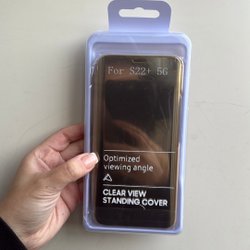 For S22+ 5G
Optimized
viewing angle
CLEAR VIEW
STANDING COVER